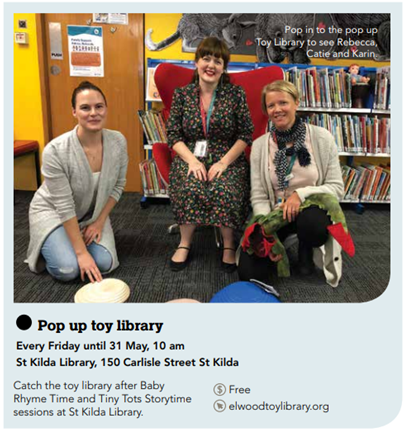 Pop in to the pop up
Toy Library to see Rebecca,
Catie and Karin.
Pop up toy library
Every Friday until 31 May, 10 am
St Kilda Library, 150 Carlisle Street St Kilda
Catch the toy library after Baby
Rhyme Time and Tiny Tots Storytime
sessions at St Kilda Library.
$ Free
elwoodtoylibrary.org